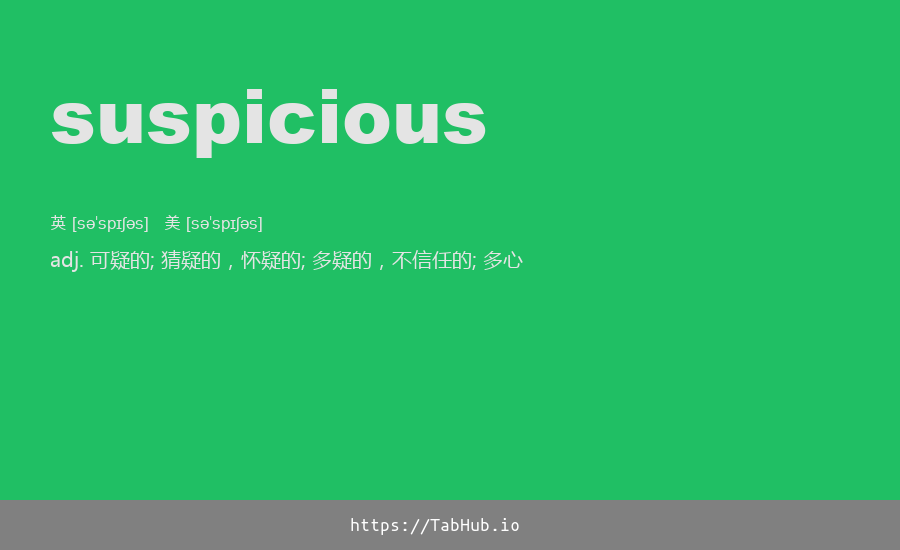 suspicious
英 [səˈspɪʃəs]   美 [səˈspɪʃəs]
adj. 可疑的; 猜疑的，怀疑的; 多疑的，不信任的; 多心
https://TabHub.io